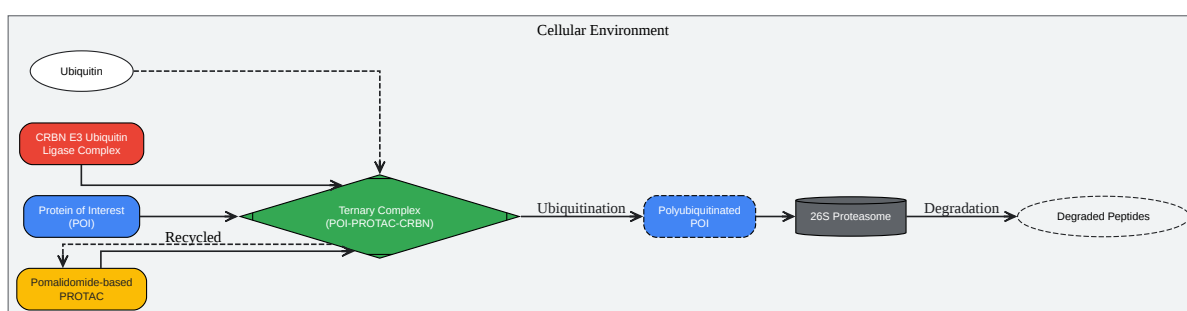 Cellular Environment
Ubiquitin
CRBN E3 Ubiquitin
Ligase Complex
Protein of Interest
(POI)
Recycled
Pomalidomide-based
PROTAC
Ternary Complex
(POI-PROTAC-CRBN)
Ubiquitination
Polyubiquitinated
POI
26S Proteasome
Degradation
Degraded Peptides